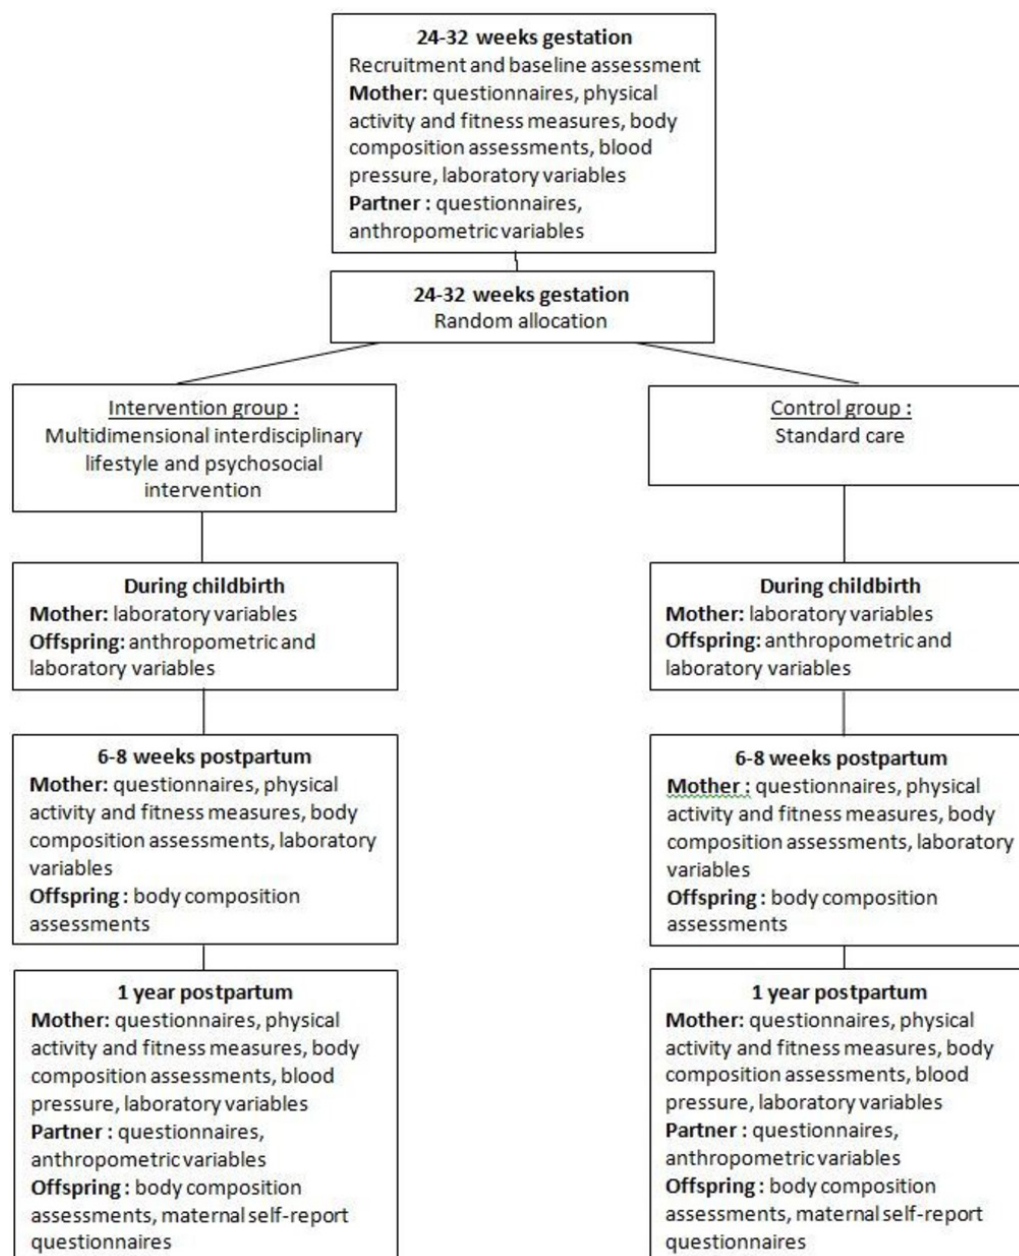 24-32 weeks gestation
Recruitment and baseline assessment
Mother: questionnaires, physical
activity and fitness measures, body
composition assessments, blood
pressure, laboratory variables
Partner : questionnaires,
anthropometric variables
24-32 weeks gestation
Random allocation
Intervention group :
Multidimensional interdisciplinary
lifestyle and psychosocial
intervention
Control group :
Standard care
During childbirth
Mother: laboratory variables
Offspring: anthropometric and
laboratory variables
During childbirth
Mother: laboratory variables
Offspring: anthropometric and
laboratory variables
6-8 weeks postpartum
Mother: questionnaires, physical
activity and fitness measures, body
composition assessments, laboratory
variables
Offspring : body composition
assessments
6-8 weeks postpartum
Mother : questionnaires, physical
activity and fitness measures, body
composition assessments, laboratory
variables
Offspring : body composition
assessments
1 year postpartum
Mother: questionnaires, physical
activity and fitness measures, body
composition assessments, blood
pressure, laboratory variables
Partner : questionnaires,
anthropometric variables
Offspring : body composition
assessments, maternal self-report
questionnaires
1 year postpartum
Mother: questionnaires, physical
activity and fitness measures, body
composition assessments, blood
pressure, laboratory variables
Partner : questionnaires,
anthropometric variables
Offspring : body composition
assessments, maternal self-report
questionnaires